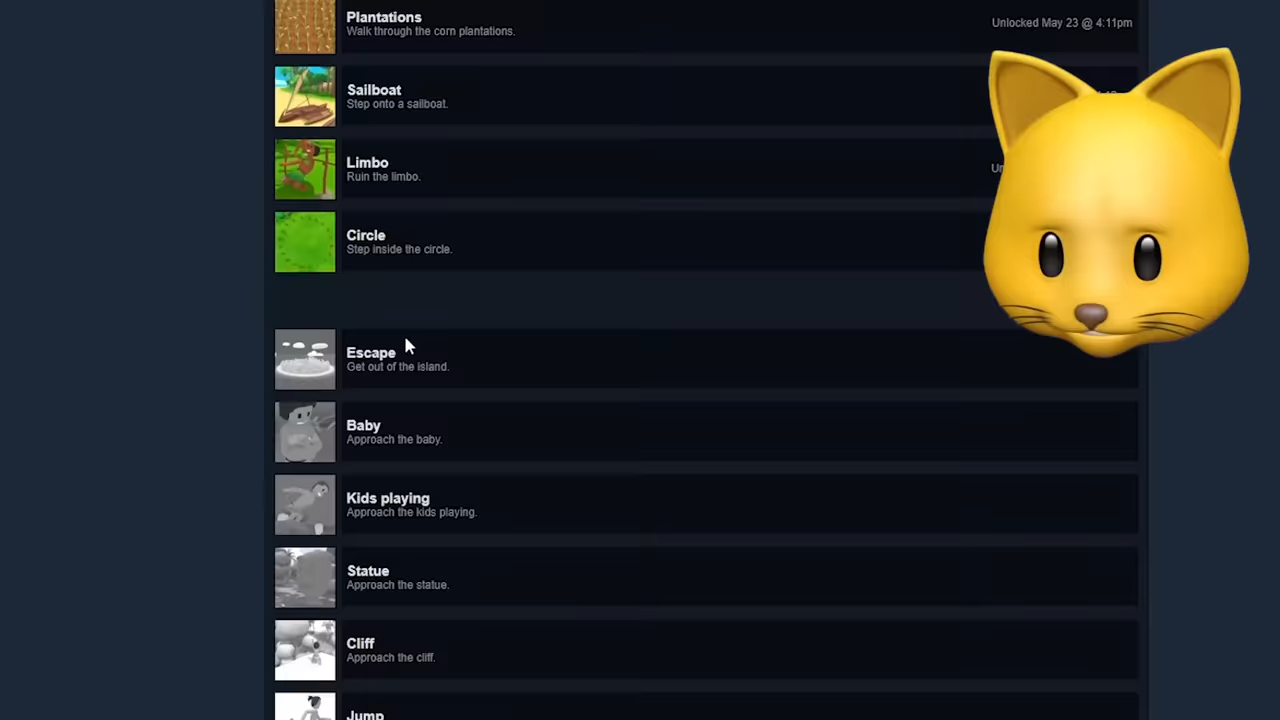 Plantations
Walk through the corn plantations.
Unlocked May 23 @ 4:11pm
Sailboat
Step onto a sailboat.
Limbo
Ruin the limbo.
Circle
Step inside the circle.
Escape
Get out of the island.
Baby
Approach the baby.
Kids playing
Approach the kids playing.
Statue
Approach the statue.
Cliff
Approach the cliff.
Jump